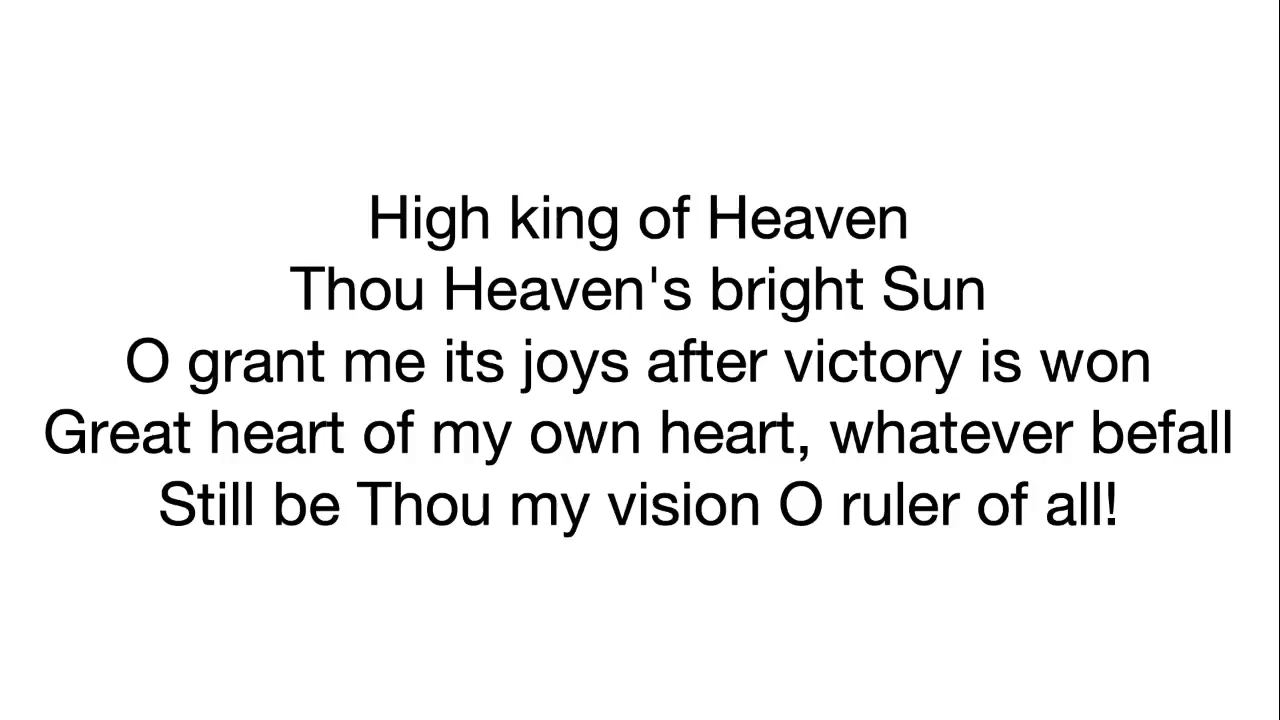 High king of Heaven
Thou Heaven's bright Sun
O grant me its joys after victory is won
Great heart of my own heart, whatever befall
Still be Thou my vision O ruler of all!